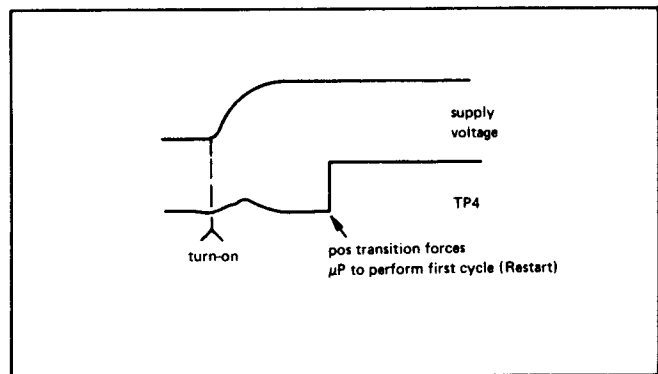 supply
voltage
TP4
turn-on
pos transition forces
μP to perform first cycle (Restart)